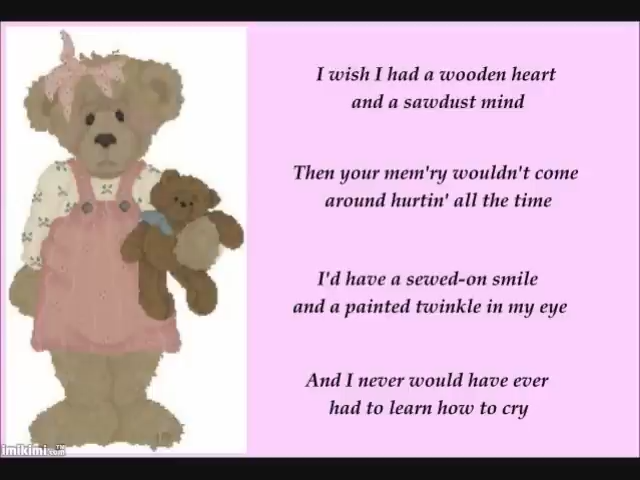 I wish I had a wooden heart
and a sawdust mind
Then your mem'ry wouldn't come
around hurtin' all the time
I'd have a sewed-on smile
and a painted twinkle in my eye
And I never would have ever
had to learn how to cry
imikimi.com™